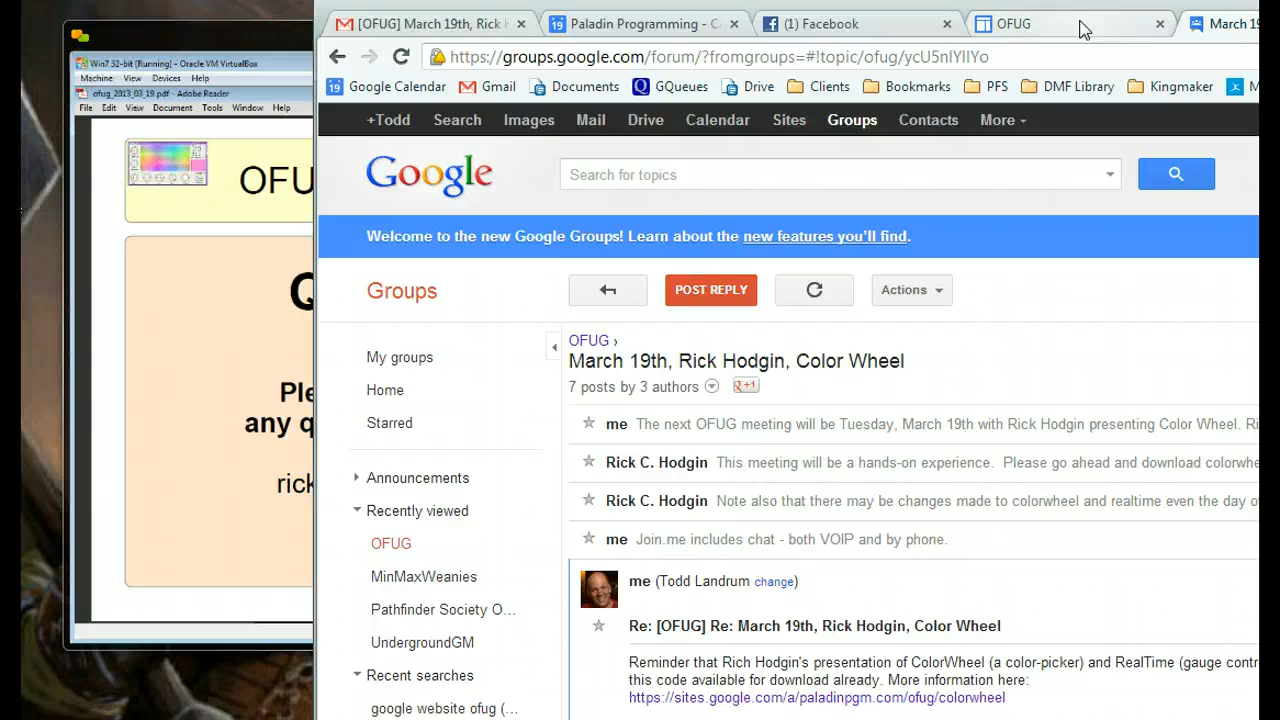 [OFUG] March 19th, Rick H
Paladin Programming - C
(1) Facebook
OFUG
March 19
https://groups.google.com/forum/?fromgroups=#!topic/ofug/ycU5nIYlIYo
Google Calendar
Gmail
Documents
GQueues
Drive
Clients
Bookmarks
PFS
DMF Library
Kingmaker
M
+Todd
Search
Images
Mail
Drive
Calendar
Sites
Groups
Contacts
More
Google
Search for topics
Welcome to the new Google Groups! Learn about the new features you'll find.
Groups
POST REPLY
Actions
My groups
Home
Starred
Announcements
Recently viewed
OFUG
MinMaxWeanies
Pathfinder Society O...
UndergroundGM
Recent searches
google website ofug (...
OFUG ›
March 19th, Rick Hodgin, Color Wheel
7 posts by 3 authors
g+1
me The next OFUG meeting will be Tuesday, March 19th with Rick Hodgin presenting Color Wheel. Ri
Rick C. Hodgin This meeting will be a hands-on experience. Please go ahead and download colorwhe
Rick C. Hodgin Note also that there may be changes made to colorwheel and realtime even the day o
me Join.me includes chat - both VOIP and by phone.
me (Todd Landrum change)
Re: [OFUG] Re: March 19th, Rick Hodgin, Color Wheel
Reminder that Rich Hodgin's presentation of ColorWheel (a color-picker) and RealTime (gauge contr
this code available for download already. More information here:
https://sites.google.com/a/paladinpgm.com/ofug/colorwheel
Win7 32-bit [Running] - Oracle VM VirtualBox
Machine View Devices Help
ofug_2013_03_19.pdf - Adobe Reader
File Edit View Document Tools Window Help
OFU
Q
Ple
any q
rick